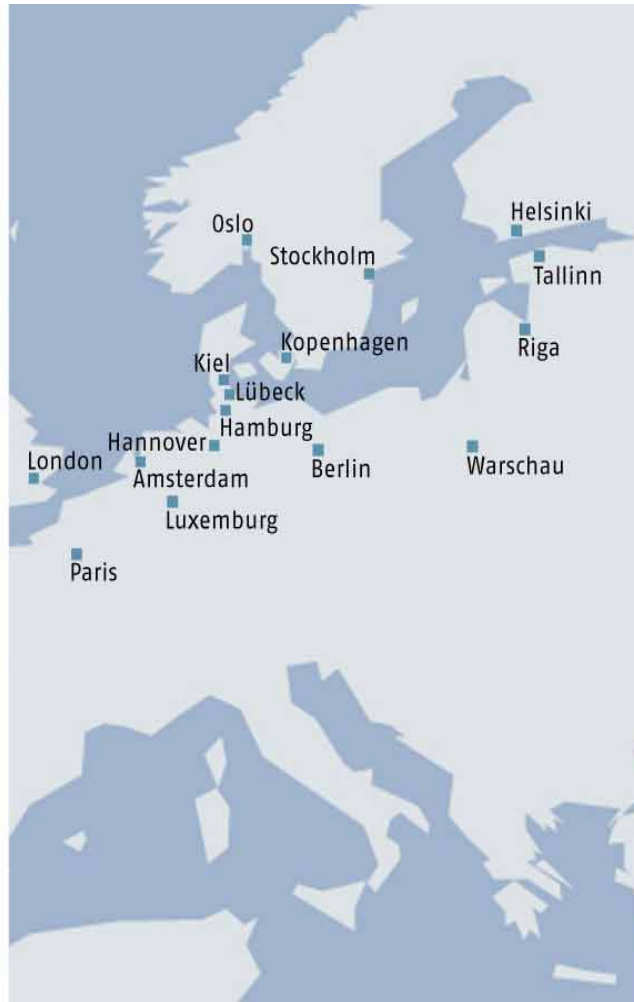 Helsinki
Oslo
Stockholm
Tallinn
Kopenhagen
Riga
Kiel
Lübeck
Hamburg
Hannover
London
Amsterdam
Berlin
Warschau
Luxemburg
Paris